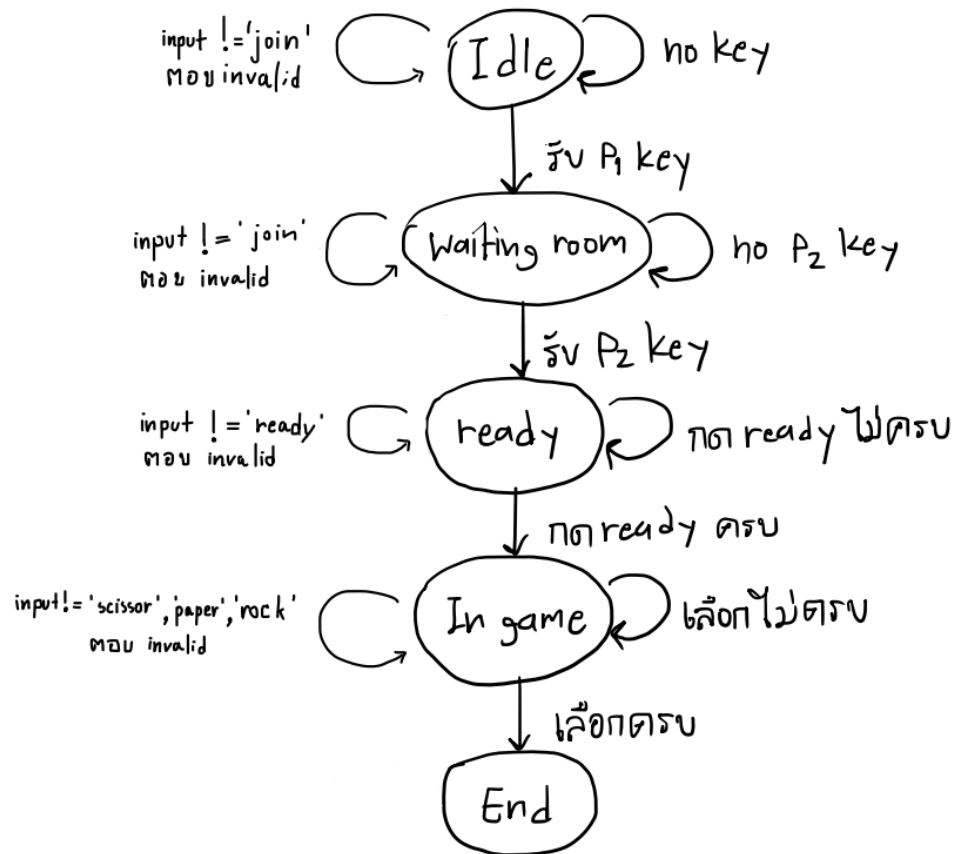 input != 'join'
ตอบ invalid
Idle
no key
รับ P1 key
input != 'join'
ตอบ invalid
Waiting room
no P2 key
รับ P2 key
input != 'ready'
ตอบ invalid
ready
กด ready ไม่ครบ
กด ready ครบ
input != 'scissor', 'paper', 'rock'
ตอบ invalid
In game
เลือกไม่ครบ
เลือกครบ
End